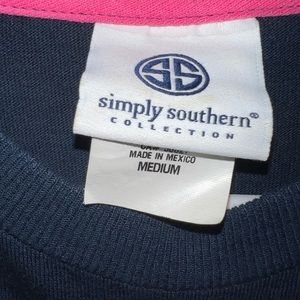 SS
simply southern®
COLLECTION
MADE IN MEXICO
MEDIUM